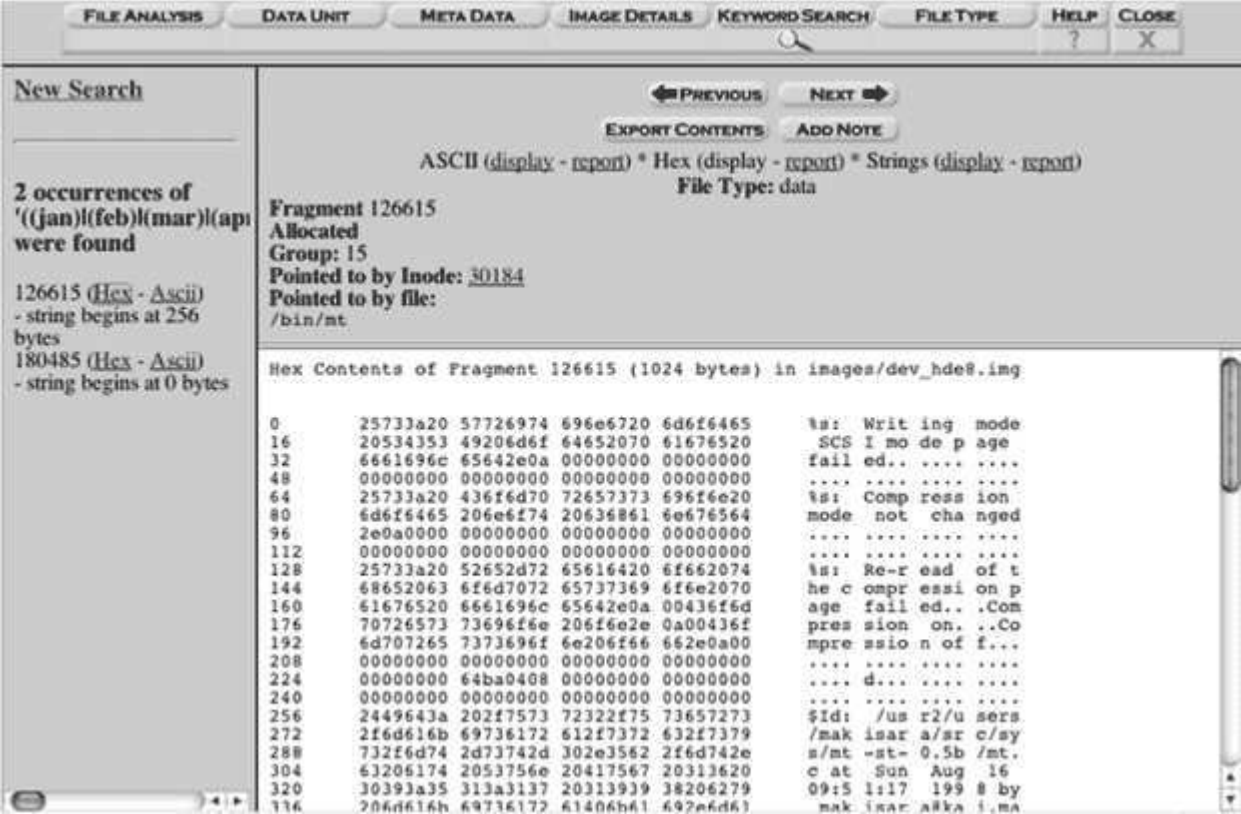 FILE ANALYSIS DATA UNIT META DATA IMAGE DETAILS KEYWORD SEARCH FILE TYPE HELP CLOSE
? X
New Search
2 occurrences of
'((jan)|(feb)|(mar)|(apr
were found
126615 (Hex - Ascii)
- string begins at 256
bytes
180485 (Hex - Ascii)
- string begins at 0 bytes
PREVIOUS NEXT
EXPORT CONTENTS ADD NOTE
ASCII (display - report) * Hex (display - report) * Strings (display - report)
File Type: data
Fragment 126615
Allocated
Group: 15
Pointed to by Inode: 30184
Pointed to by file:
/bin/mt
Hex Contents of Fragment 126615 (1024 bytes) in images/dev_hde8.img
0 25733a20 57726974 696e6720 6d6f6465 %s: Writ ing mode
16 20534353 49206d6f 64652070 61676520 SCS I mo de p age
32 6661696c 65642e0a 00000000 00000000 fail ed.. .... ....
48 00000000 00000000 00000000 00000000 .... .... .... ....
64 25733a20 436f6d70 72657373 696f6e20 %s: Comp ress ion
80 6d6f6465 206e6f74 20636861 6e676564 mode not cha nged
96 2e0a0000 00000000 00000000 00000000 .... .... .... ....
112 00000000 00000000 00000000 00000000 .... .... .... ....
128 25733a20 52652d72 65616420 6f662074 %s: Re-r ead of t
144 68652063 6f6d7072 65737369 6f6e2070 he c ompr essi on p
160 61676520 6661696c 65642e0a 00436f6d age fail ed.. .Com
176 70726573 73696f6e 206f6e2e 0a00436f pres sion on. ..Co
192 6d707265 7373696f 6e206f66 662e0a00 mpre ssio n of f...
208 00000000 00000000 00000000 00000000 .... .... .... ....
224 00000000 64ba0408 00000000 00000000 .... d... .... ....
240 00000000 00000000 00000000 00000000 .... .... .... ....
256 2449643a 202f7573 72322f75 73657273 $Id: /us r2/u sers
272 2f6d616b 69736172 612f7372 632f7379 /mak isar a/sr c/sy
288 732f6d74 2d73742d 302e3562 2f6d742e s/mt -st- 0.5b /mt.
304 63206174 2053756e 20417567 20313620 c at Sun Aug 16
320 30393a35 313a3137 20313939 38206279 09:5 1:17 199 8 by
336 206d616b 69736172 61406b61 692e6d61 mak isar a@ka i.ma